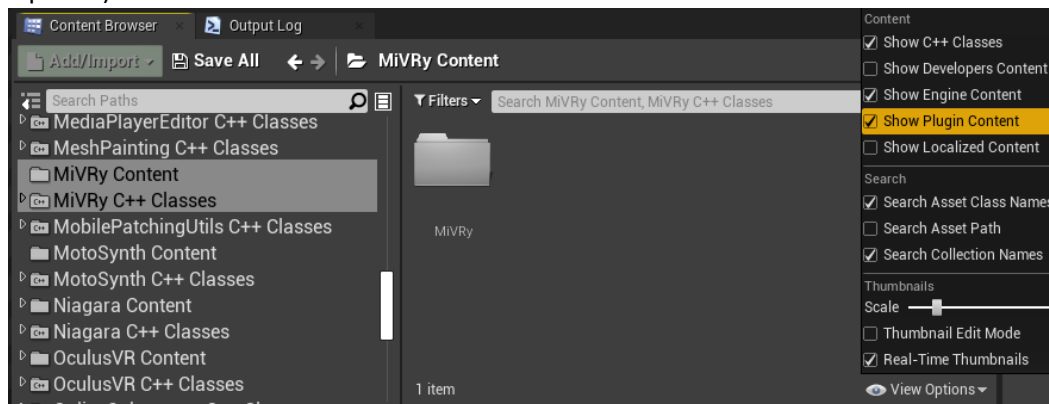 Content Browser
Output Log
Add/Import
Save All
MiVRy Content
Search Paths
MediaPlayerEditor C++ Classes
MeshPainting C++ Classes
MiVRy Content
MiVRy C++ Classes
MobilePatchingUtils C++ Classes
MotoSynth Content
MotoSynth C++ Classes
Niagara Content
Niagara C++ Classes
OculusVR Content
OculusVR C++ Classes
Filters
Search MiVRy Content, MiVRy C++ Classes
MiVRy
1 item
Content
Show C++ Classes
Show Developers Content
Show Engine Content
Show Plugin Content
Show Localized Content
Search
Search Asset Class Names
Search Asset Path
Search Collection Names
Thumbnails
Scale
Thumbnail Edit Mode
Real-Time Thumbnails
View Options